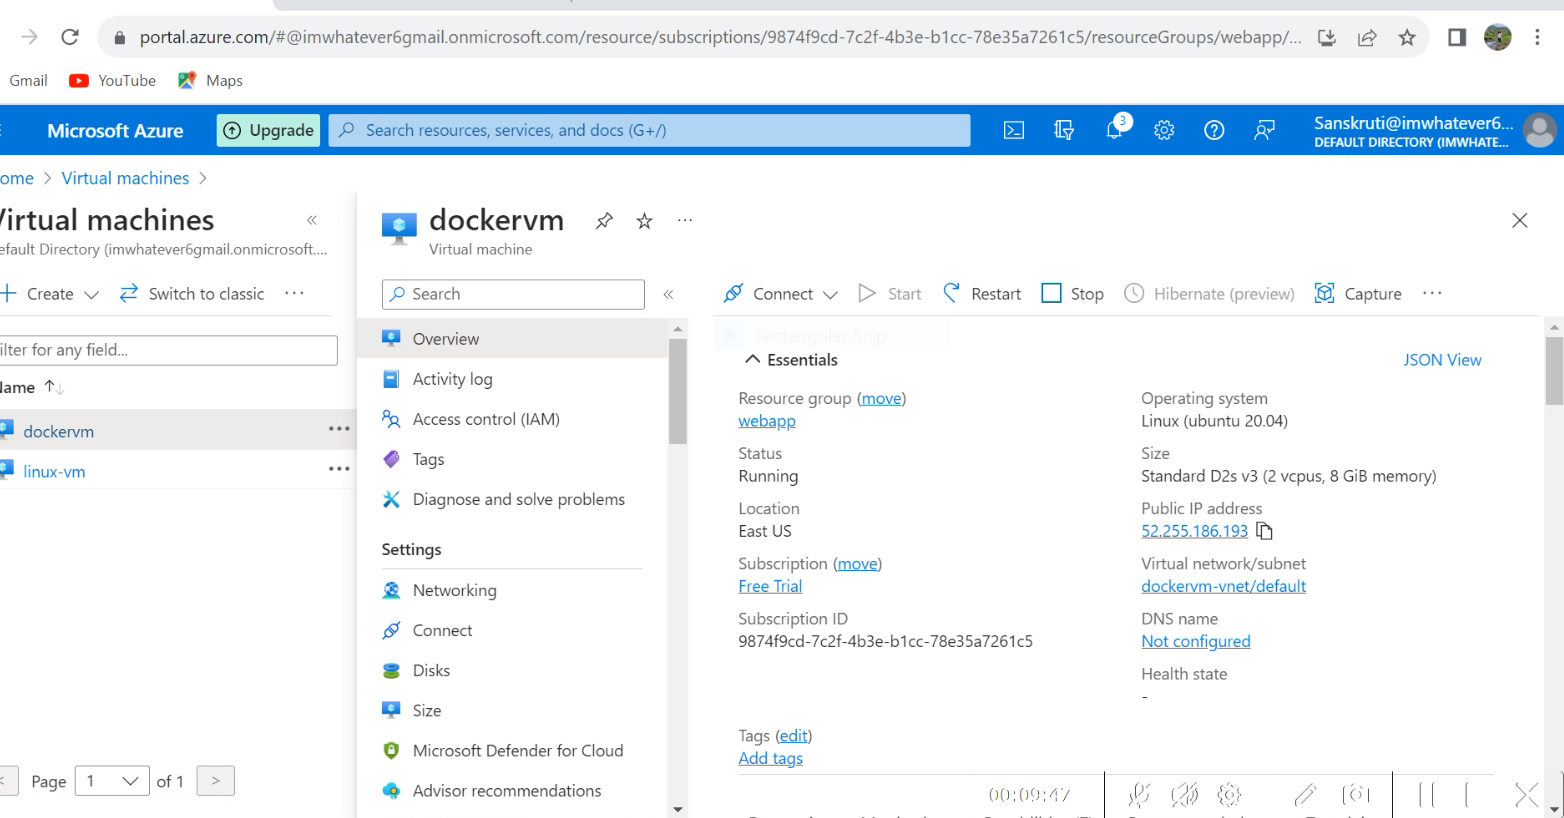 portal.azure.com/#@imwhatever6gmail.onmicrosoft.com/resource/subscriptions/9874f9cd-7c2f-4b3e-b1cc-78e35a7261c5/resourceGroups/webapp/...
Gmail YouTube Maps
Microsoft Azure Upgrade Search resources, services, and docs (G+/) 3 Sanskruti@imwhatever6...
DEFAULT DIRECTORY (IMWHATE...
ome > Virtual machines >
Virtual machines «
efault Directory (imwhatever6gmail.onmicrosoft....
+ Create Switch to classic ...
ilter for any field...
Name ↑↓
dockervm ...
linux-vm ...
< Page 1 of 1 >
dockervm ...
Virtual machine
Search «
Overview
Activity log
Access control (IAM)
Tags
Diagnose and solve problems
Settings
Networking
Connect
Disks
Size
Microsoft Defender for Cloud
Advisor recommendations
Connect Start Restart Stop Hibernate (preview) Capture ...
Rectangular Snip
Essentials JSON View
Resource group (move)
webapp
Status
Running
Location
East US
Subscription (move)
Free Trial
Subscription ID
9874f9cd-7c2f-4b3e-b1cc-78e35a7261c5
Operating system
Linux (ubuntu 20.04)
Size
Standard D2s v3 (2 vcpus, 8 GiB memory)
Public IP address
52.255.186.193
Virtual network/subnet
dockervm-vnet/default
DNS name
Not configured
Health state
-
Tags (edit)
Add tags
00:09:47